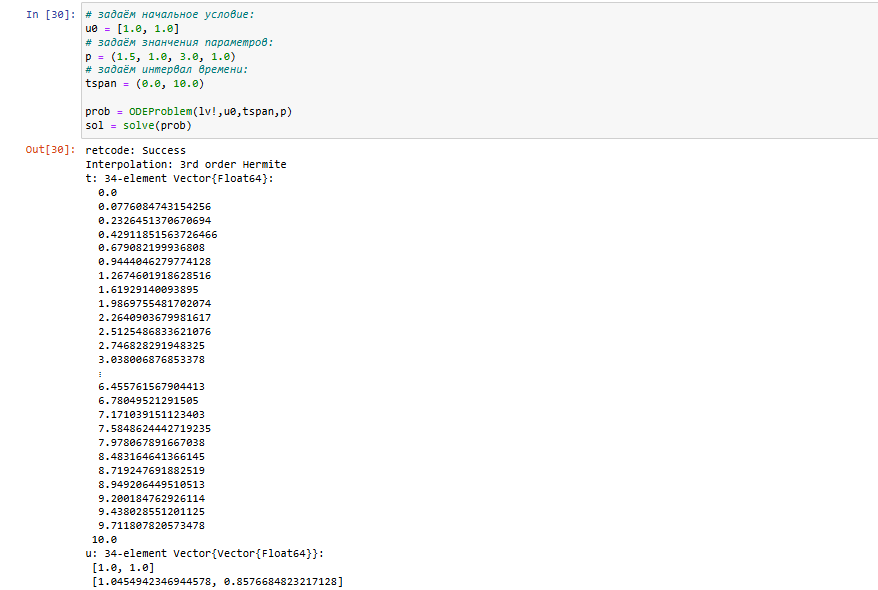 In [30]: # задаём начальное условие:
u0 = [1.0, 1.0]
# задаём знанчения параметров:
p = (1.5, 1.0, 3.0, 1.0)
# задаём интервал времени:
tspan = (0.0, 10.0)
prob = ODEProblem(lv!,u0,tspan,p)
sol = solve(prob)
Out[30]: retcode: Success
Interpolation: 3rd order Hermite
t: 34-element Vector{Float64}:
0.0
0.0776084743154256
0.2326451370670694
0.42911851563726466
0.679082199936808
0.9444046279774128
1.2674601918628516
1.61929140093895
1.9869755481702074
2.2640903679981617
2.5125486833621076
2.746828291948325
3.038006876853378
⋮
6.455761567904413
6.78049521291505
7.171039151123403
7.5848624442719235
7.978067891667038
8.483164641366145
8.719247691882519
8.949206449510513
9.200184762926114
9.438028551201125
9.711807820573478
10.0
u: 34-element Vector{Vector{Float64}}:
[1.0, 1.0]
[1.0454942346944578, 0.8576684823217128]